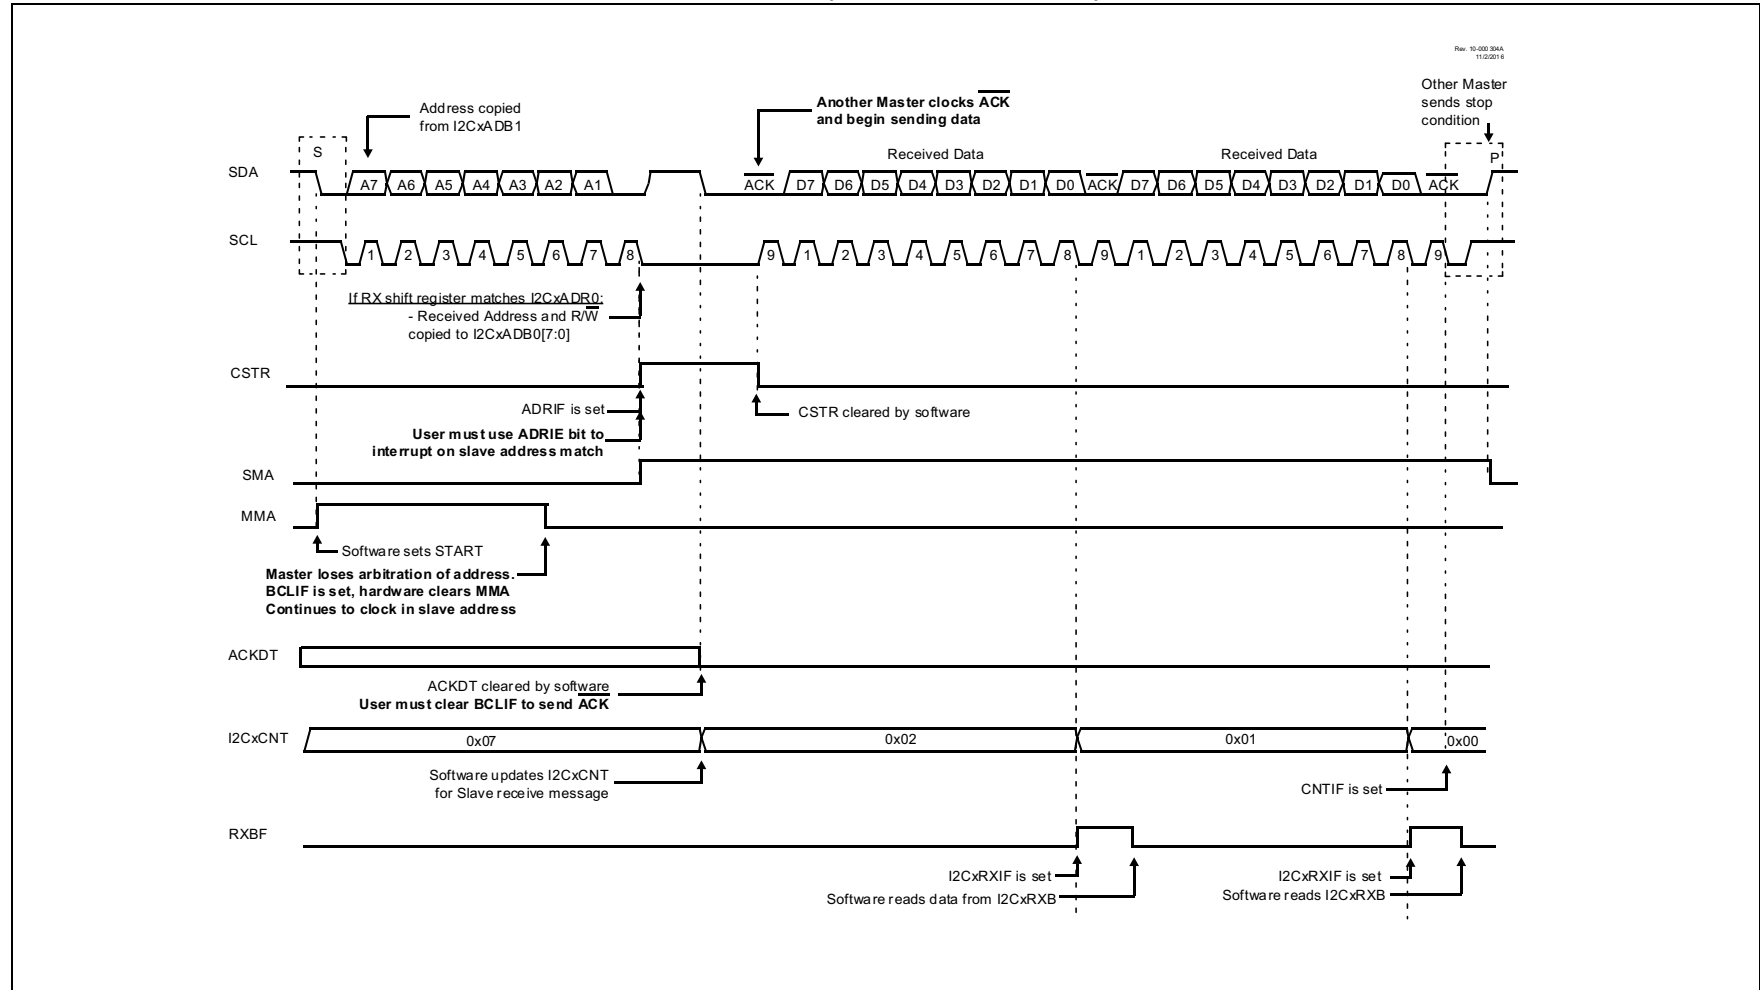 Rev. 10-000 304A
11/2/2016
Other Master
sends stop
condition
Address copied
from I2CxADB1
Another Master clocks ACK
and begin sending data
S
Received Data
Received Data
P
SDA
A7 A6 A5 A4 A3 A2 A1
ACK D7 D6 D5 D4 D3 D2 D1 D0 ACK D7 D6 D5 D4 D3 D2 D1 D0 ACK
SCL
1 2 3 4 5 6 7 8 9 1 2 3 4 5 6 7 8 9 1 2 3 4 5 6 7 8 9
If RX shift register matches I2CxADR0:
- Received Address and R/W
copied to I2CxADB0[7:0]
CSTR
ADRIF is set
CSTR cleared by software
User must use ADRIE bit to
interrupt on slave address match
SMA
MMA
Software sets START
Master loses arbitration of address.
BCLIF is set, hardware clears MMA
Continues to clock in slave address
ACKDT
ACKDT cleared by software
User must clear BCLIF to send ACK
I2CxCNT
0x07 0x02 0x01 0x00
Software updates I2CxCNT
for Slave receive message
CNTIF is set
RXBF
I2CxRXIF is set
Software reads data from I2CxRXB
I2CxRXIF is set
Software reads I2CxRXB